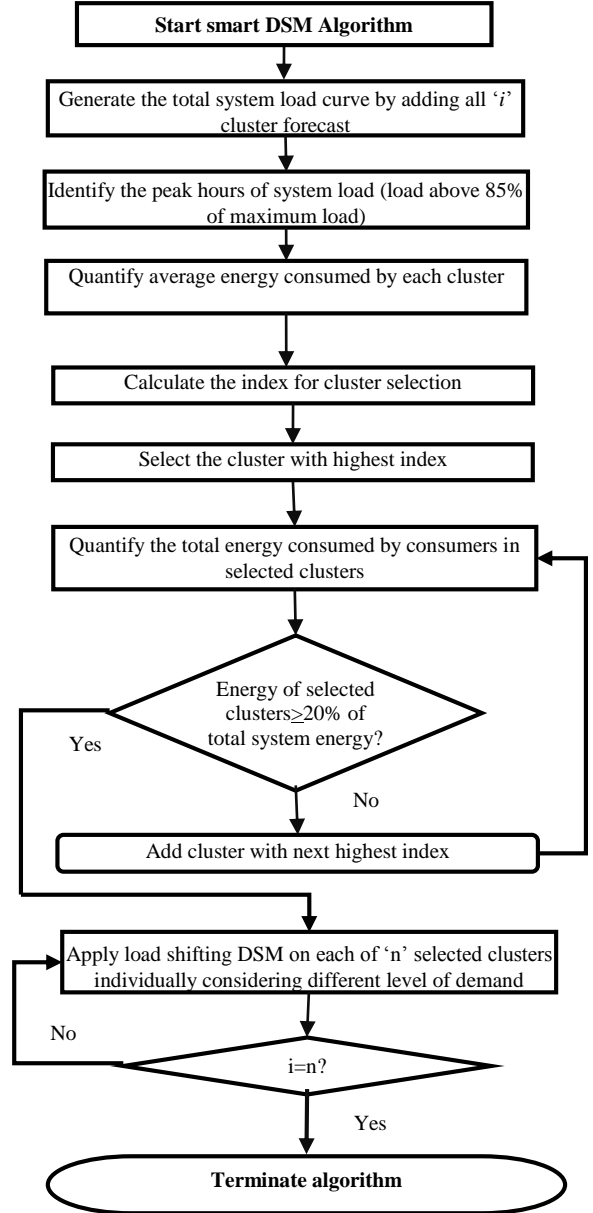 Start smart DSM Algorithm
Generate the total system load curve by adding all ‘i’
cluster forecast
Identify the peak hours of system load (load above 85%
of maximum load)
Quantify average energy consumed by each cluster
Calculate the index for cluster selection
Select the cluster with highest index
Quantify the total energy consumed by consumers in
selected clusters
Energy of selected
clusters≥20% of
total system energy?
Yes
No
Add cluster with next highest index
Apply load shifting DSM on each of ‘n’ selected clusters
individually considering different level of demand
No
i=n?
Yes
Terminate algorithm